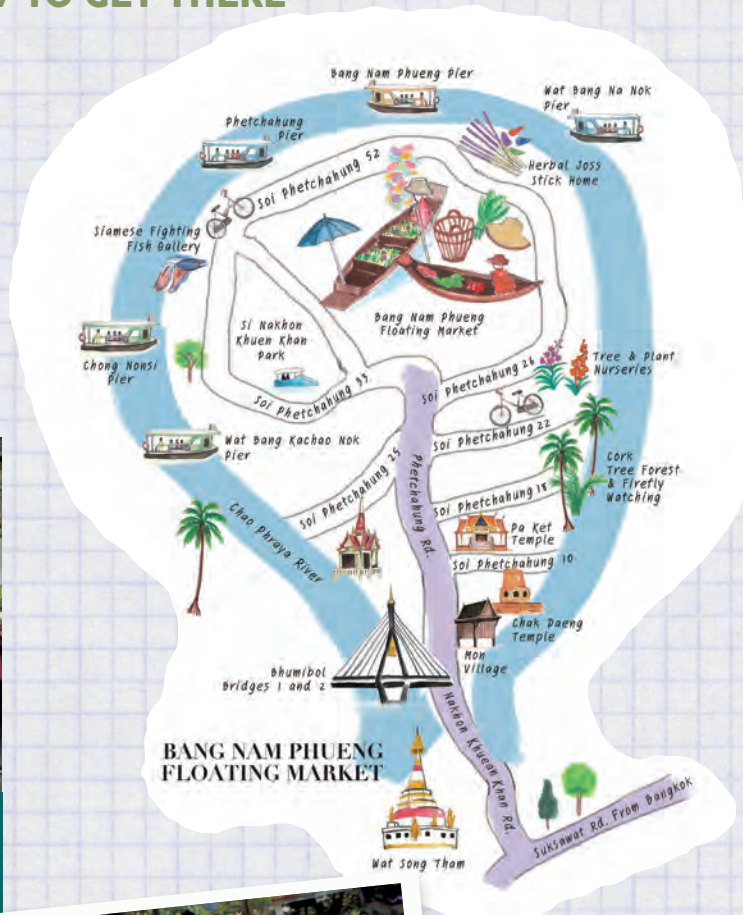 TO GET THERE
Bang Nam Phueng Pier
Wat Bang Na Nok
Pier
Phetchahung
Pier
Soi Phetchahung 52
Herbal Joss
Stick Home
Siamese Fighting
Fish Gallery
Bang Nam Phueng
Floating Market
Si Nakhon
Khuen Khan
Park
Chong Nonsi
Pier
Tree & Plant
Nurseries
Soi Phetchahung 26
Soi Phetchahung 33
Soi Phetchahung 22
Wat Bang Kachao Nok
Pier
Soi Phetchahung 25
Phetchahung Rd.
Cork
Tree Forest
& Firefly
Watching
Soi Phetchahung 18
Chao Phraya River
Pa Ket
Temple
Soi Phetchahung 10
Chak Daeng
Temple
Mon
Village
Bhumibol
Bridges 1 and 2
Nakhon Khuean Khan Rd.
BANG NAM PHUENG
FLOATING MARKET
Suksawat Rd. From Bangkok
Wat Song Tham